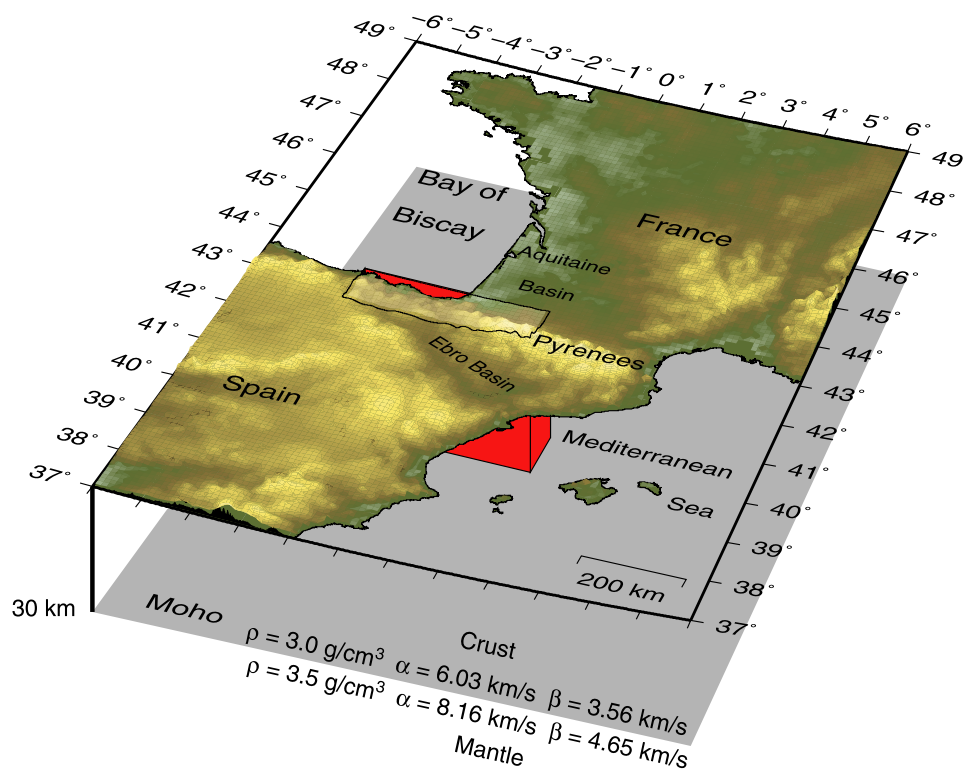 −6° −5° −4° −3° −2° −1° 0° 1° 2° 3° 4° 5° 6°
49° 49
48° 48°
47° 47°
46° 46°
45° 45°
44° 44°
43° 43°
42° 42°
41° 41°
40° 40°
39° 39°
38° 38°
37° 37°
Bay of
Biscay
France
Aquitaine
Basin
Pyrenees
Ebro Basin
Spain
Mediterranean
Sea
200 km
30 km
Moho
Crust
ρ = 3.0 g/cm³ α = 6.03 km/s β = 3.56 km/s
ρ = 3.5 g/cm³ α = 8.16 km/s β = 4.65 km/s
Mantle